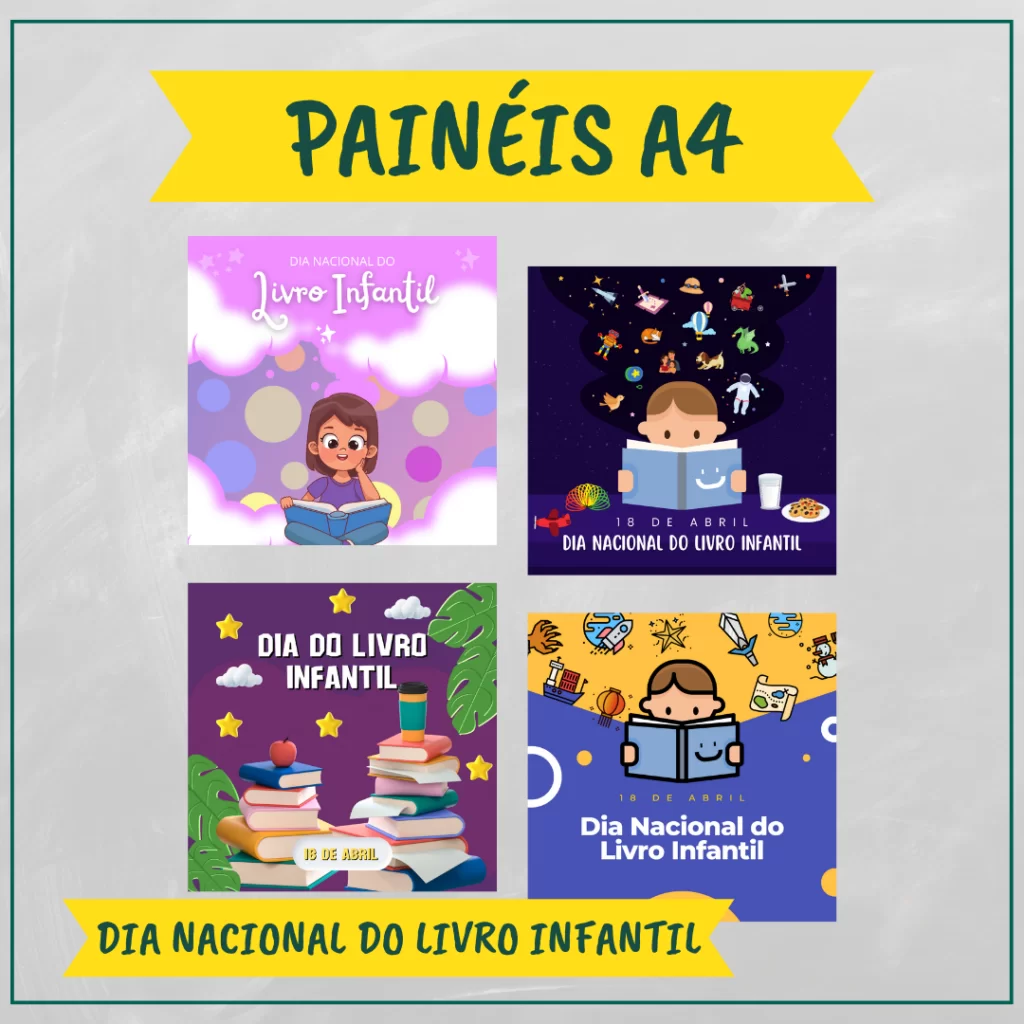 PAINÉIS A4
DIA NACIONAL DO
Livro Infantil
18 DE ABRIL
DIA NACIONAL DO LIVRO INFANTIL
DIA DO LIVRO
INFANTIL
18 DE ABRIL
18 DE ABRIL
Dia Nacional do
Livro Infantil
DIA NACIONAL DO LIVRO INFANTIL